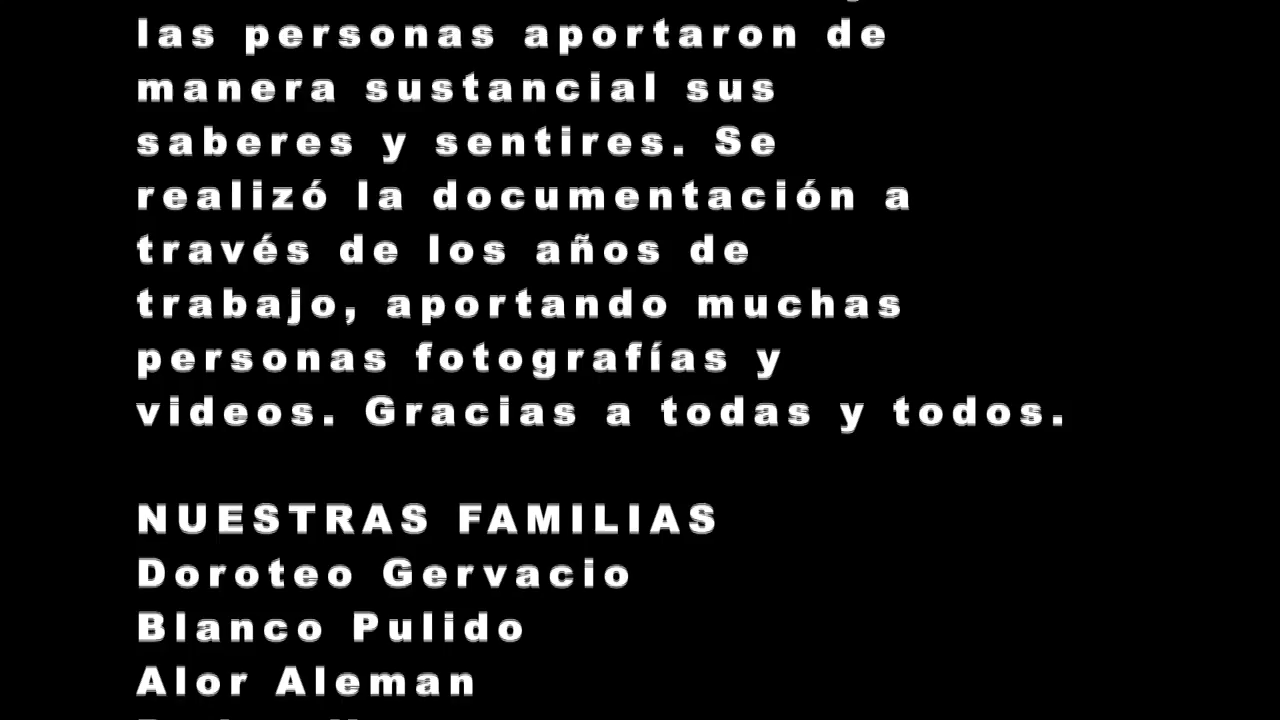 las personas aportaron de
manera sustancial sus
saberes y sentires. Se
realizó la documentación a
través de los años de
trabajo, aportando muchas
personas fotografías y
videos. Gracias a todas y todos.
NUESTRAS FAMILIAS
Doroteo Gervacio
Blanco Pulido
Alor Aleman